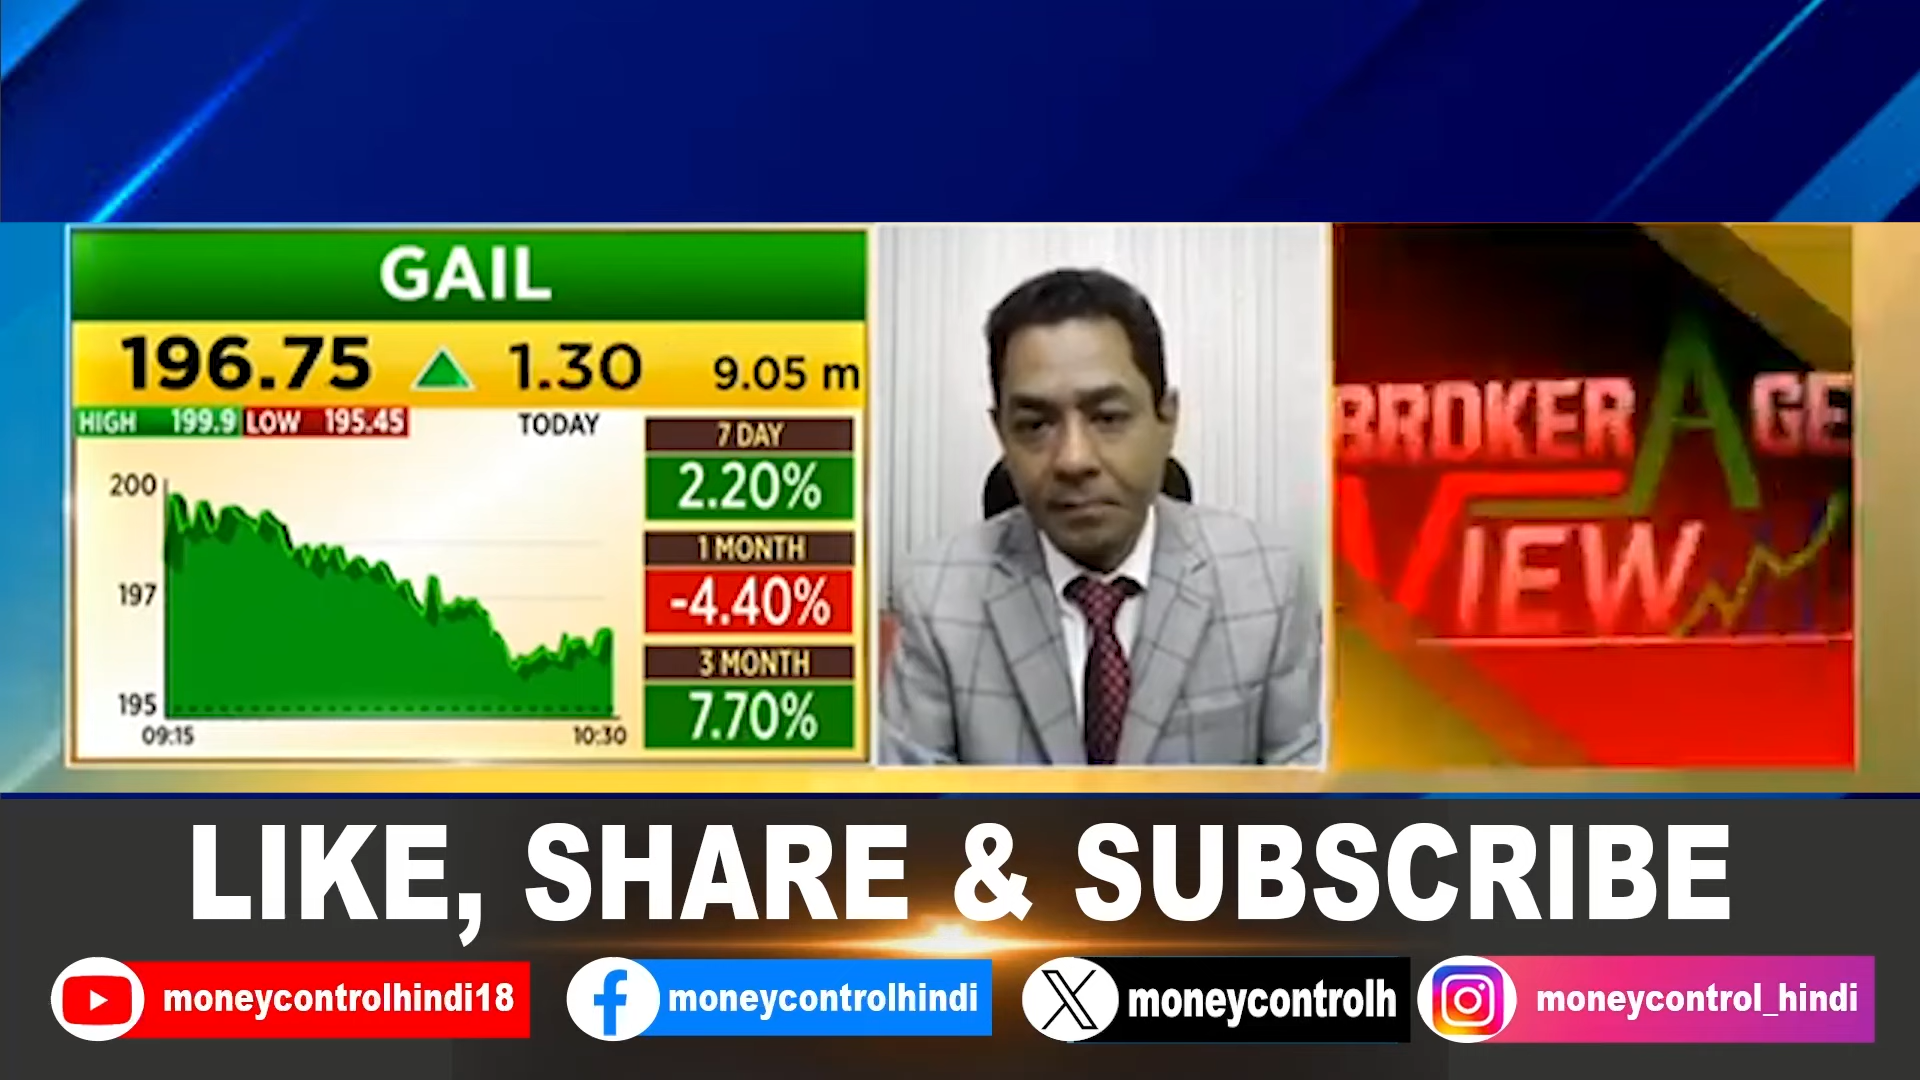 GAIL
196.75 ▲ 1.30 9.05 m
HIGH 199.9 LOW 195.45
TODAY
200
197
195
09:15 10:30
7 DAY
2.20%
1 MONTH
-4.40%
3 MONTH
7.70%
BROKERAGE
VIEW
LIKE, SHARE & SUBSCRIBE
moneycontrolhindi18 moneycontrolhindi moneycontrolh moneycontrol_hindi